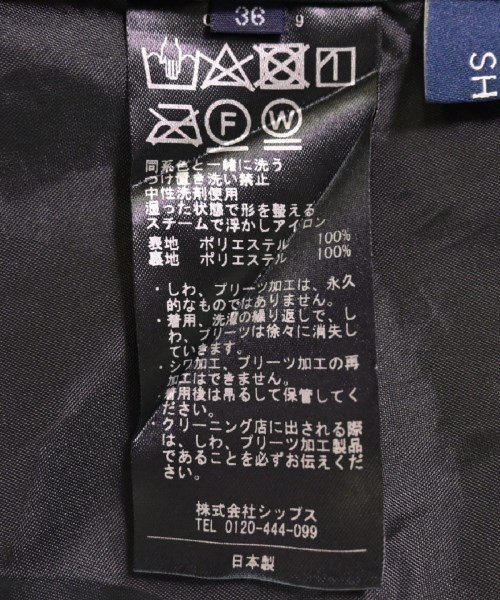 36
9
SH
F
W
同系色と一緒に洗う
つけ置き洗い禁止
中性洗剤使用
湿った状態で形を整える
スチームで浮かしアイロン
表地 ポリエステル 100%
裏地 ポリエステル 100%
・しわ、プリーツ加工は、永久
的なものではありません。
・着用、洗濯の繰り返しで、し
わ、プリーツは徐々に消失し
ていきます。
・シワ加工、プリーツ加工の再
加工はできません。
・着用後は吊るして保管してく
ださい。
・クリーニング店に出される際
は、しわ、プリーツ加工製品
であることを必ずお伝えくだ
さい。
株式会社シップス
TEL 0120-444-099
日本製